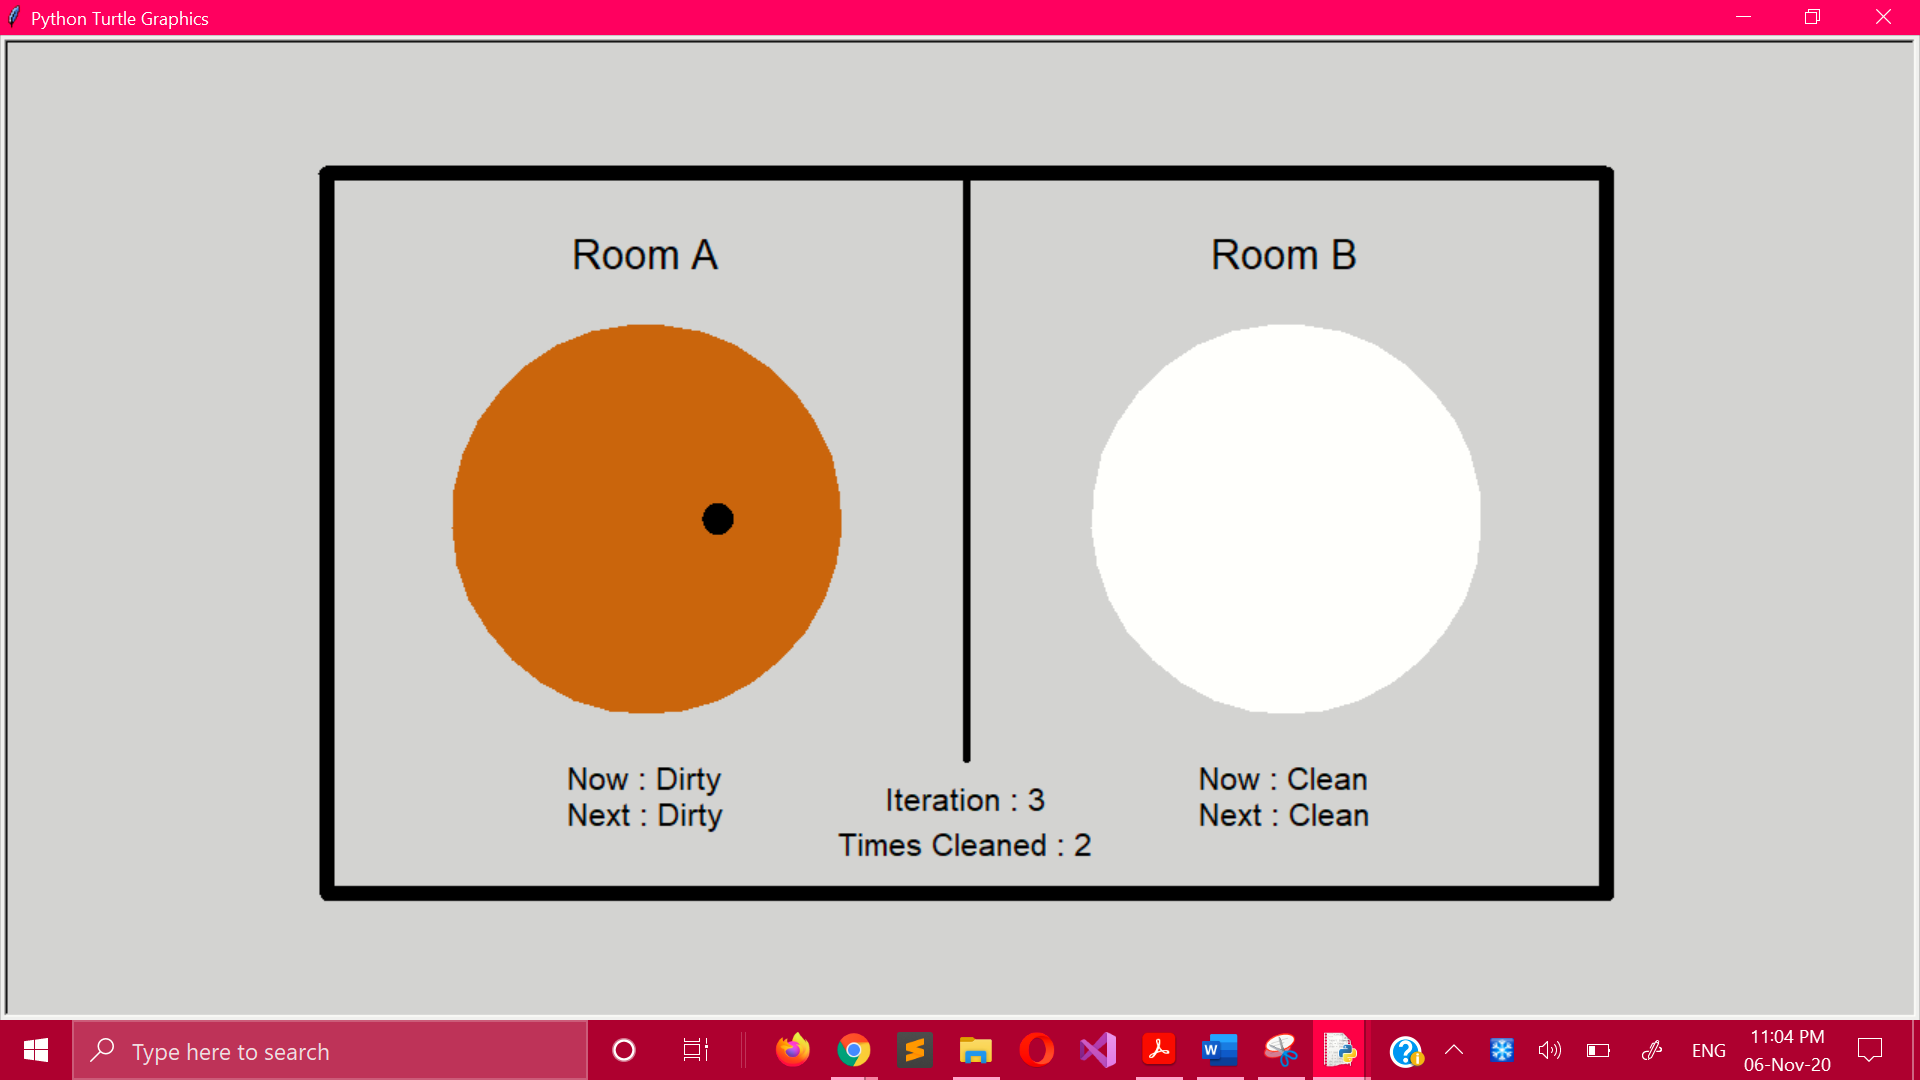 Python Turtle Graphics
Room A
Room B
Now : Dirty
Next : Dirty
Iteration : 3
Times Cleaned : 2
Now : Clean
Next : Clean
Type here to search
ENG
11:04 PM
06-Nov-20